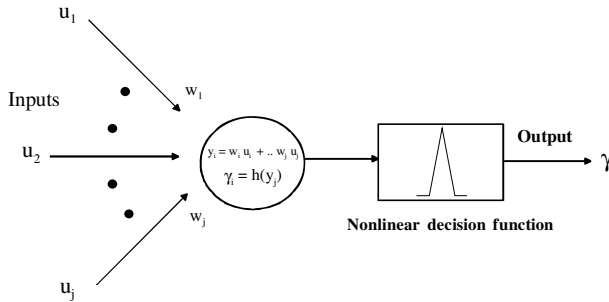 u1
w1
Inputs
u2
yi = wi ui + .. wj uj
γi = h(yj)
Output
γ
wj
Nonlinear decision function
uj